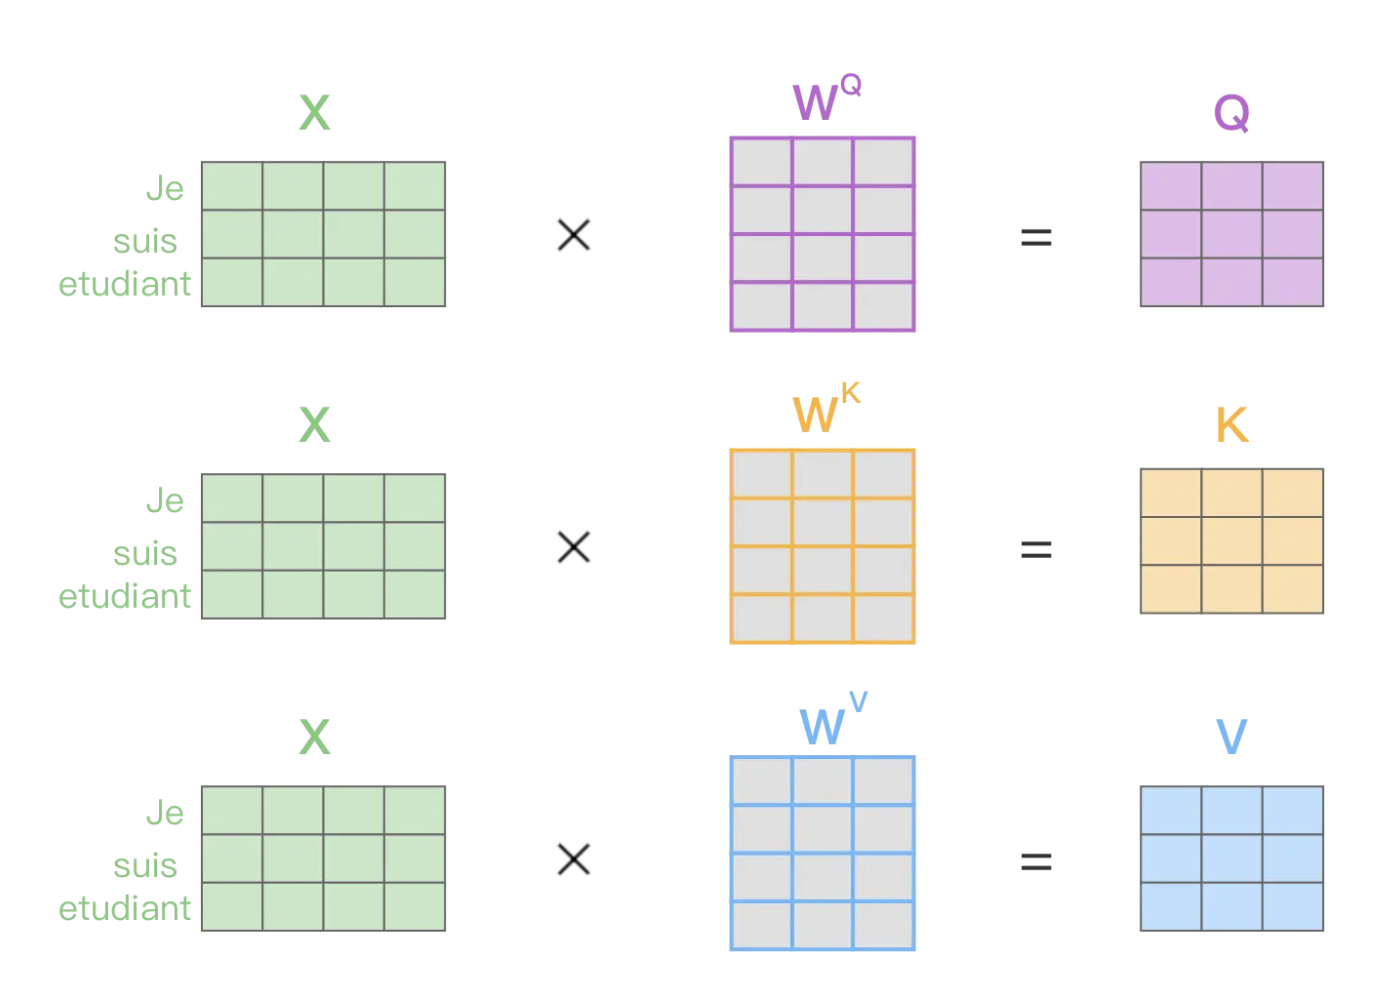 X W^Q Q
Je
suis × =
etudiant
X W^K K
Je
suis × =
etudiant
X W^V V
Je
suis × =
etudiant